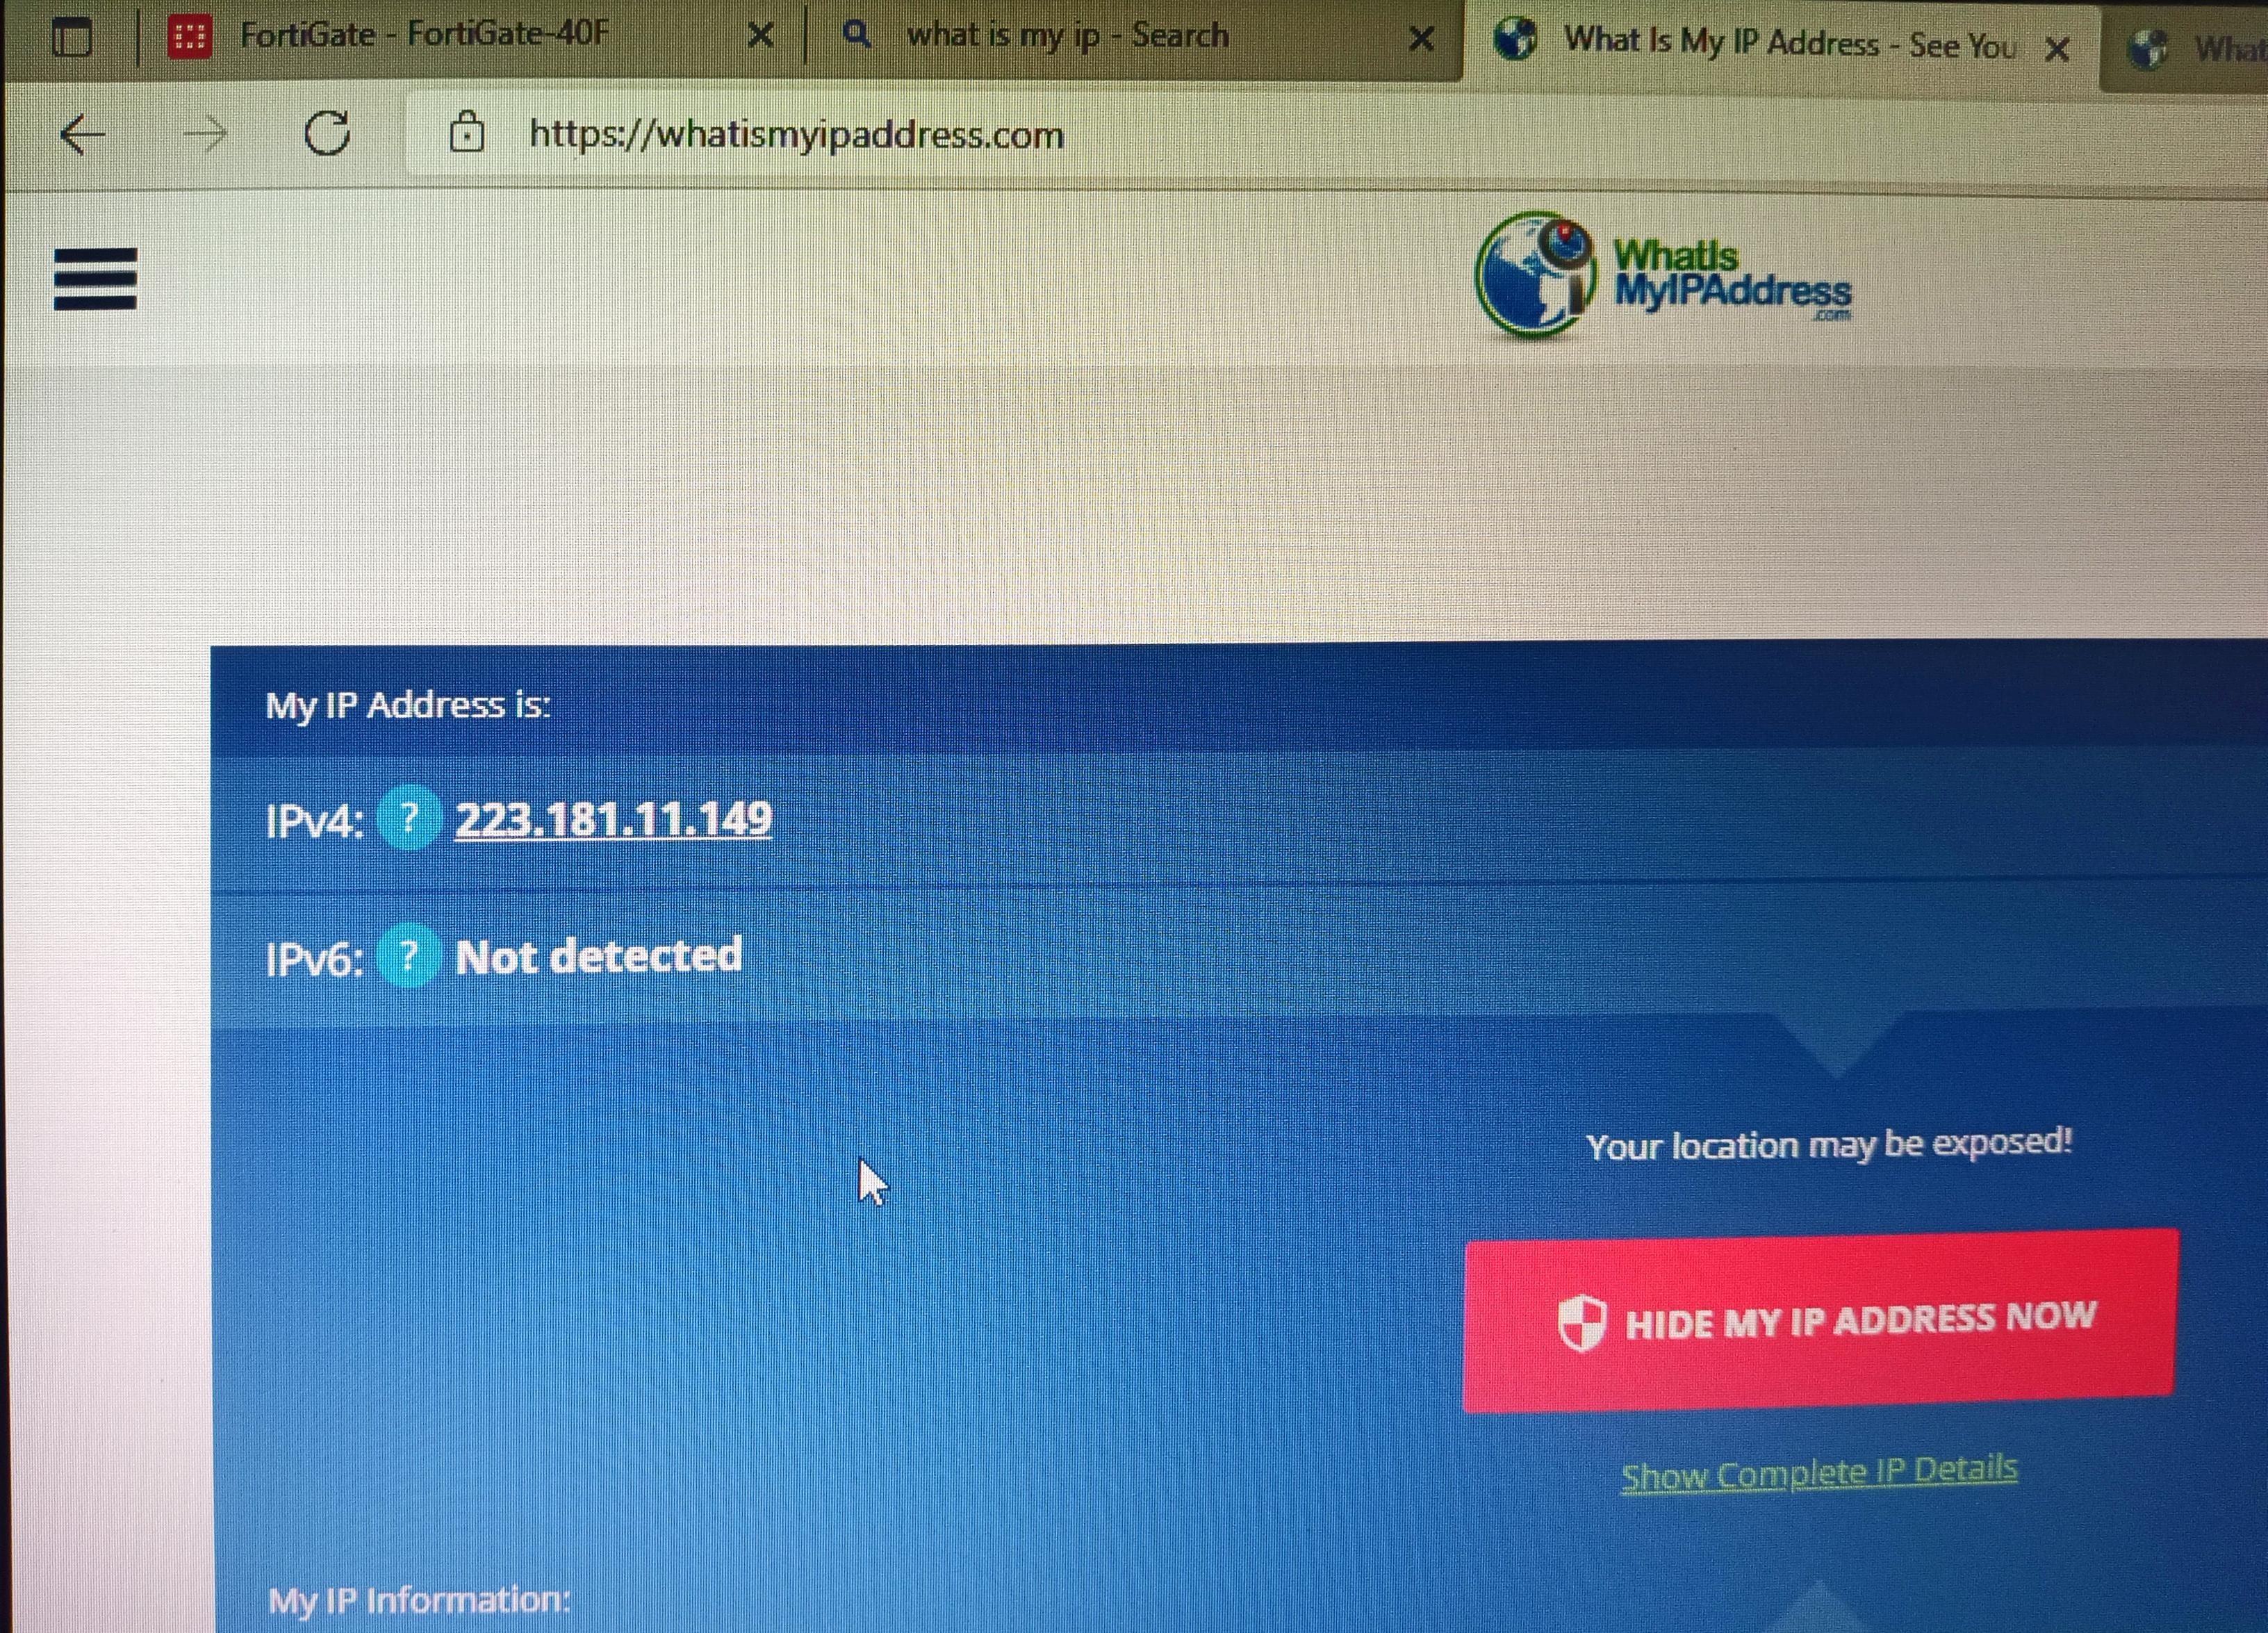 FortiGate - FortiGate-40F
what is my ip - Search
What Is My IP Address - See You
What
https://whatismyipaddress.com
WhatIs
MyIPAddress
.com
My IP Address is:
IPv4: ? 223.181.11.149
IPv6: ? Not detected
Your location may be exposed!
HIDE MY IP ADDRESS NOW
Show Complete IP Details
My IP Information: